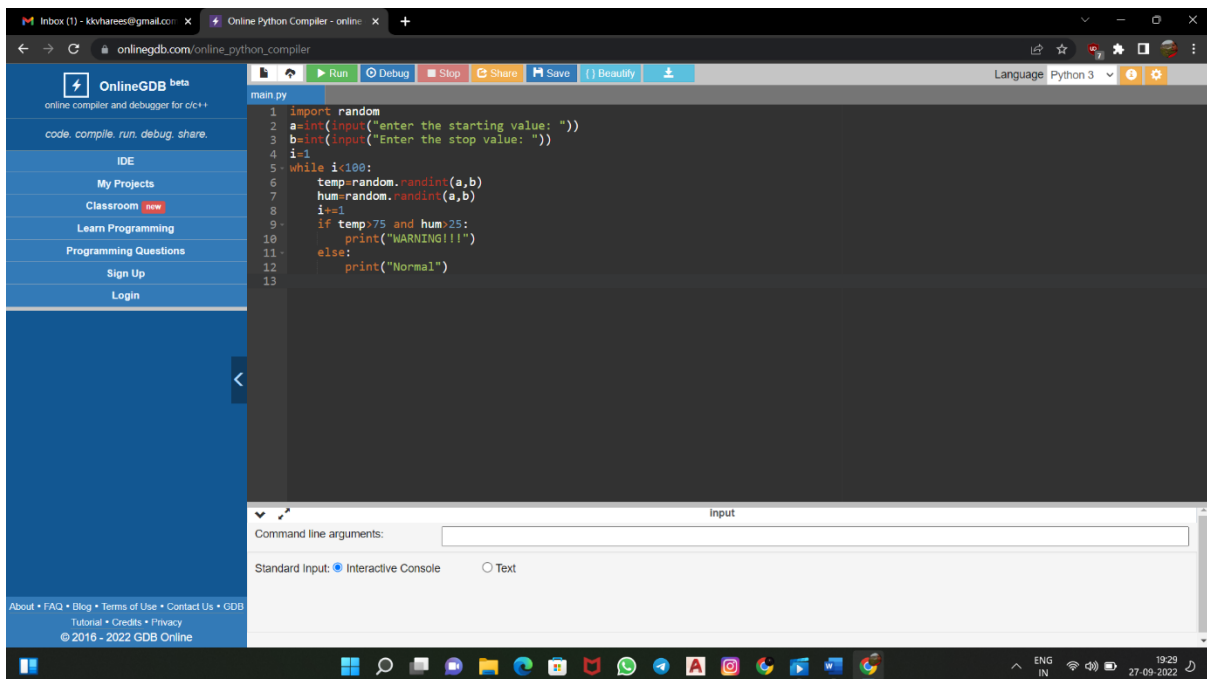 Inbox (1) - kkvharees@gmail.com
Online Python Compiler - online
onlinegdb.com/online_python_compiler
OnlineGDB beta
online compiler and debugger for c/c++
code. compile. run. debug. share.
IDE
My Projects
Classroom new
Learn Programming
Programming Questions
Sign Up
Login
About • FAQ • Blog • Terms of Use • Contact Us • GDB
Tutorial • Credits • Privacy
© 2016 - 2022 GDB Online
Run Debug Stop Share Save { } Beautify
Language Python 3
main.py
1 import random
2 a=int(input("enter the starting value: "))
3 b=int(input("Enter the stop value: "))
4 i=1
5 while i<100:
6     temp=random.randint(a,b)
7     hum=random.randint(a,b)
8     i+=1
9     if temp>75 and hum>25:
10         print("WARNING!!!")
11     else:
12         print("Normal")
13
input
Command line arguments:
Standard Input: Interactive Console Text
ENG
IN
19:29
27-09-2022